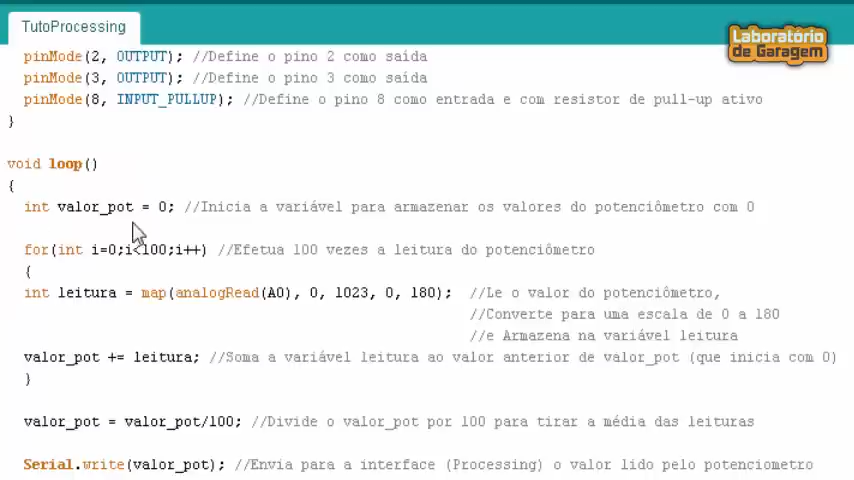 TutoProcessing
Laboratório
de Garagem
pinMode(2, OUTPUT); //Define o pino 2 como saída
pinMode(3, OUTPUT); //Define o pino 3 como saída
pinMode(8, INPUT_PULLUP); //Define o pino 8 como entrada e com resistor de pull-up ativo
}
void loop()
{
int valor_pot = 0; //Inicia a variável para armazenar os valores do potenciômetro com 0
for(int i=0;i<100;i++) //Efetua 100 vezes a leitura do potenciômetro
{
int leitura = map(analogRead(A0), 0, 1023, 0, 180); //Le o valor do potenciômetro,
//Converte para uma escala de 0 a 180
//e Armazena na variável leitura
valor_pot += leitura; //Soma a variável leitura ao valor anterior de valor_pot (que inicia com 0)
}
valor_pot = valor_pot/100; //Divide o valor_pot por 100 para tirar a média das leituras
Serial.write(valor_pot); //Envia para a interface (Processing) o valor lido pelo potenciometro